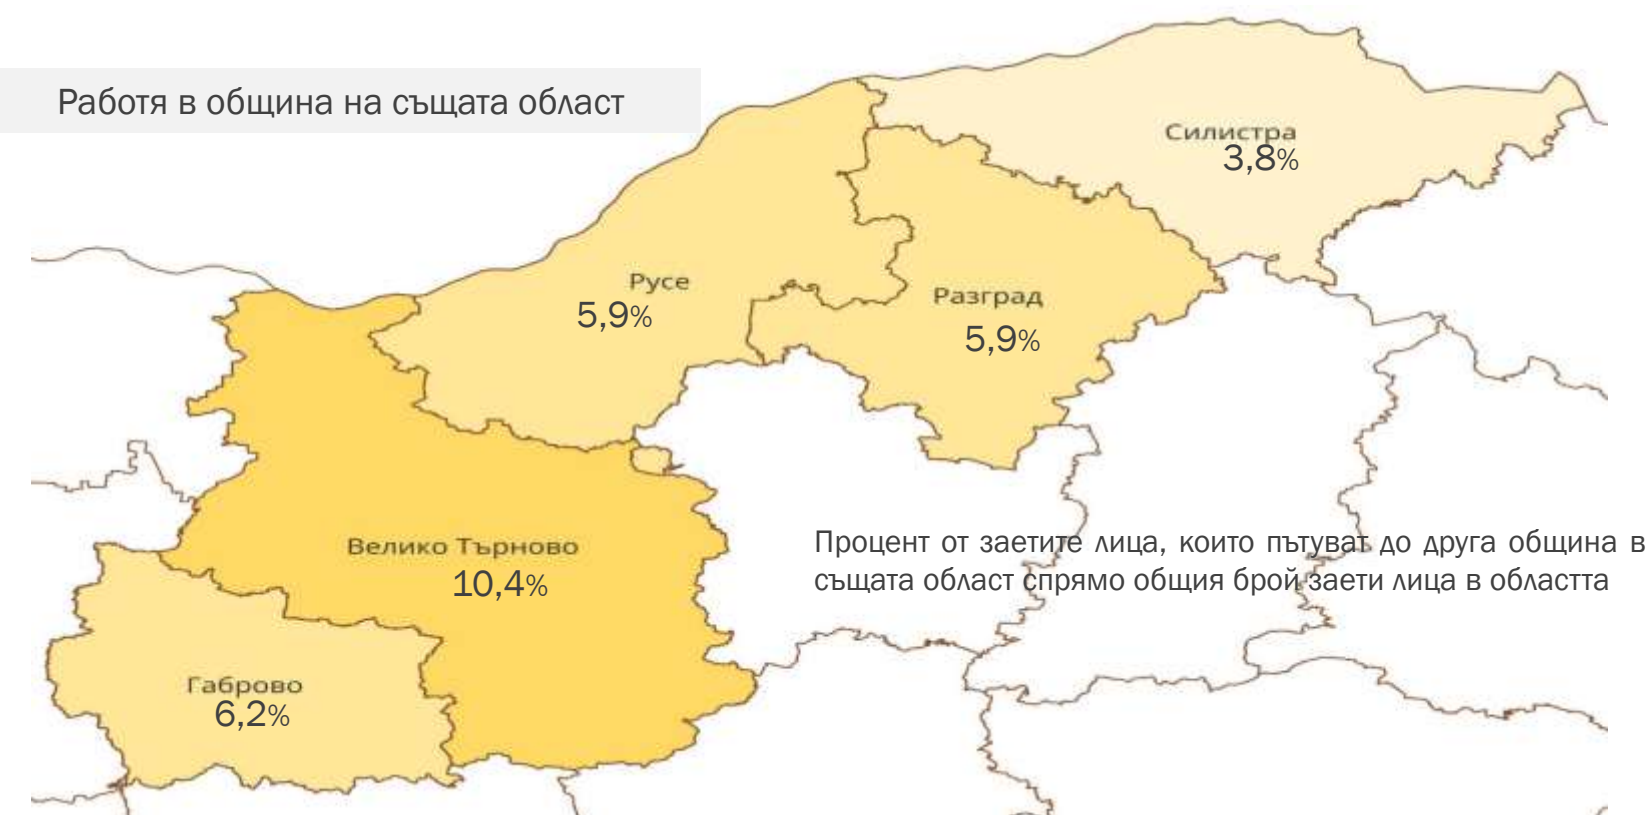 Работя в община на същата област
Силистра
3,8%
Русе
5,9%
Разград
5,9%
Процент от заетите лица, които пътуват до друга община в
същата област спрямо общия брой заети лица в областта
Велико Търново
10,4%
Габрово
6,2%